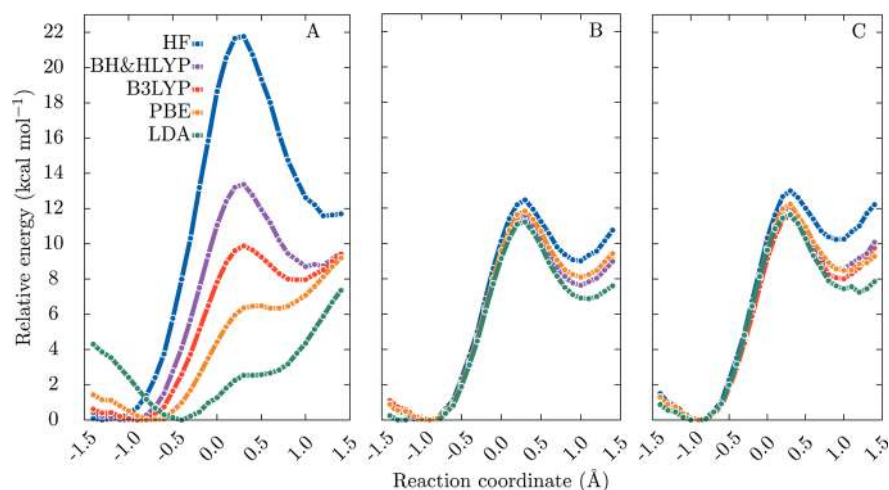 A
B
C
HF
BH&HLYP
B3LYP
PBE
LDA
Relative energy (kcal mol⁻¹)
22
20
18
16
14
12
10
8
6
4
2
0
-1.5 -1.0 -0.5 0.0 0.5 1.0 1.5
-1.5 -1.0 -0.5 0.0 0.5 1.0 1.5
-1.5 -1.0 -0.5 0.0 0.5 1.0 1.5
Reaction coordinate (Å)